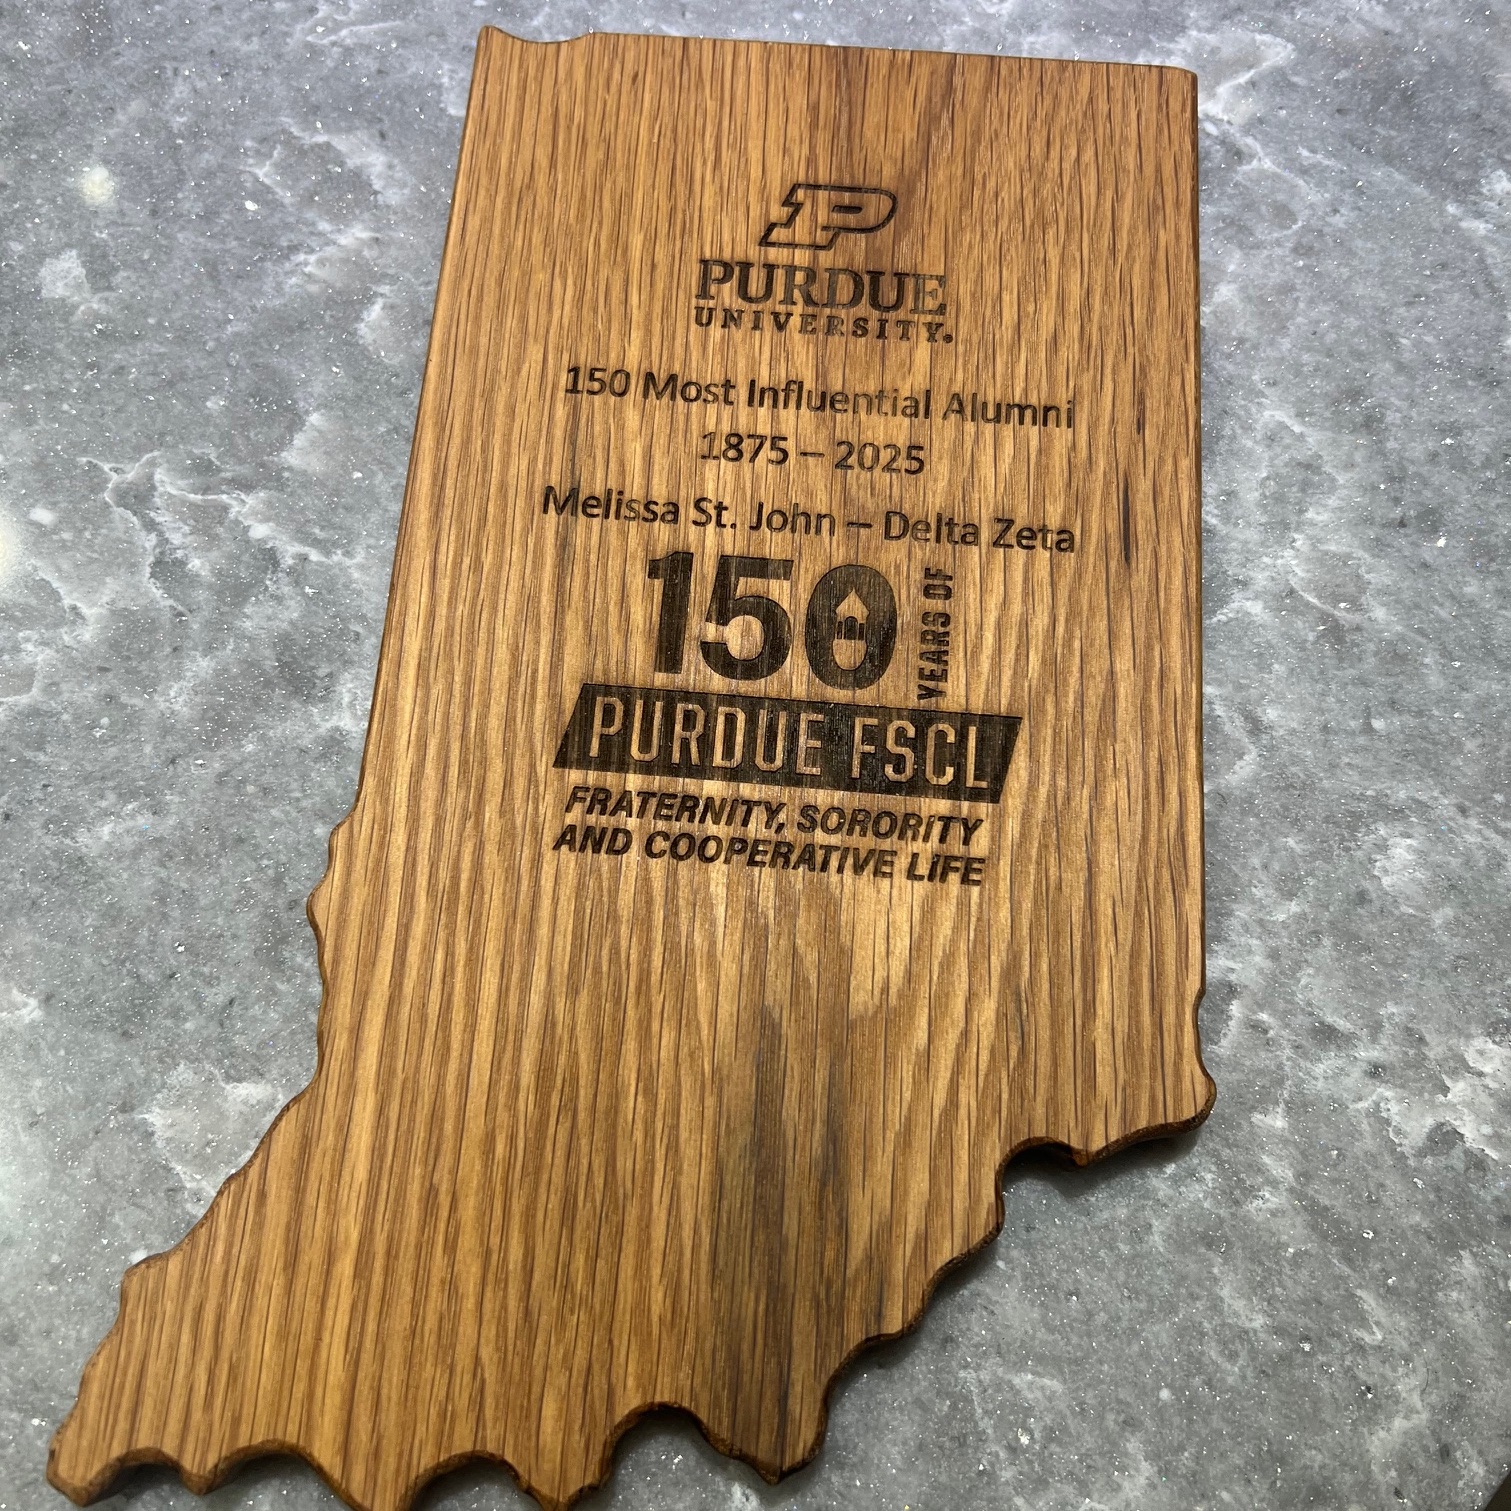 P
PURDUE
UNIVERSITY®
150 Most Influential Alumni
1875 – 2025
Melissa St. John – Delta Zeta
150
YEARS OF
PURDUE FSCL
FRATERNITY, SORORITY
AND COOPERATIVE LIFE